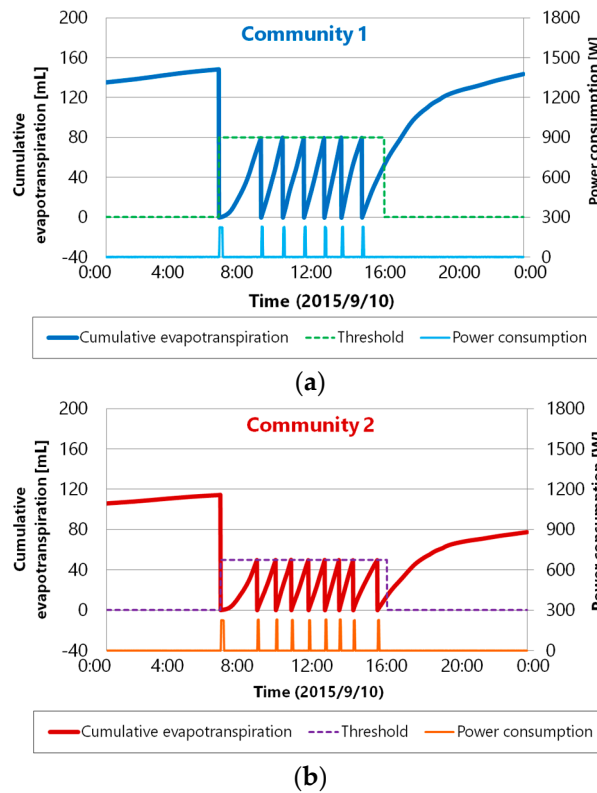 Community 1
Cumulative
evapotranspiration [mL]
200
160
120
80
40
0
-40
1800
1500
1200
900
600
300
0
Power consumption [W]
0:00 4:00 8:00 12:00 16:00 20:00 0:00
Time (2015/9/10)
Cumulative evapotranspiration Threshold Power consumption
(a)
Community 2
Cumulative
evapotranspiration [mL]
200
160
120
80
40
0
-40
1800
1500
1200
900
600
300
0
Power consumption [W]
0:00 4:00 8:00 12:00 16:00 20:00 0:00
Time (2015/9/10)
Cumulative evapotranspiration Threshold Power consumption
(b)